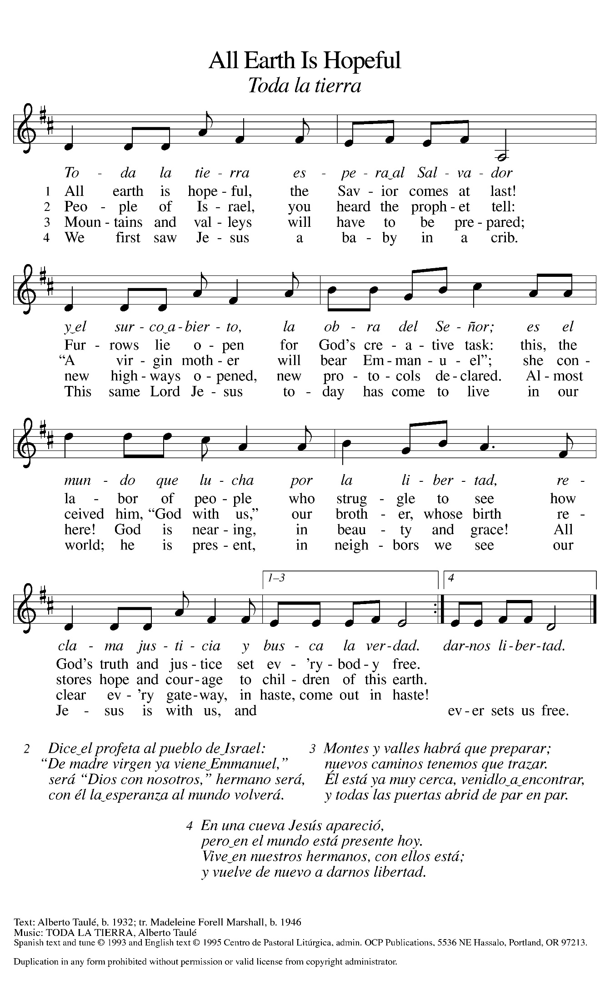 All Earth Is Hopeful
Toda la tierra
To - da la tie - rra es - pe - ra‿al Sal - va - dor
1 All earth is hope - ful, the Sav - ior comes at last!
2 Peo - ple of Is - rael, you heard the proph - et tell:
3 Moun - tains and val - leys will have to be pre - pared;
4 We first saw Je - sus a ba - by in a crib.
y‿el sur - co‿a - bier - to, la ob - ra del Se - ñor; es el
Fur - rows lie o - pen for God's cre - a - tive task: this, the
“A vir - gin moth - er will bear Em - man - u - el”; she con -
new high - ways o - pened, new pro - to - cols de - clared. Al - most
This same Lord Je - sus to - day has come to live in our
mun - do que lu - cha por la li - ber - tad, re -
la - bor of peo - ple who strug - gle to see how
ceived him, “God with us,” our broth - er, whose birth re -
here! God is near - ing, in beau - ty and grace! All
world; he is pres - ent, in neigh - bors we see our
1–3 4
cla - ma jus - ti - cia y bus - ca la ver - dad. dar - nos li - ber - tad.
God's truth and jus - tice set ev - 'ry - bod - y free.
stores hope and cour - age to chil - dren of this earth.
clear ev - 'ry gate - way, in haste, come out in haste!
Je - sus is with us, and ev - er sets us free.
2 Dice‿el profeta al pueblo de‿Israel:
“De madre virgen ya viene‿Emmanuel,”
será “Dios con nosotros,” hermano será,
con él la‿esperanza al mundo volverá.
3 Montes y valles habrá que preparar;
nuevos caminos tenemos que trazar.
Él está ya muy cerca, venidlo‿a‿encontrar,
y todas las puertas abrid de par en par.
4 En una cueva Jesús apareció,
pero‿en el mundo está presente hoy.
Vive‿en nuestros hermanos, con ellos está;
y vuelve de nuevo a darnos libertad.
Text: Alberto Taulé, b. 1932; tr. Madeleine Forell Marshall, b. 1946
Music: TODA LA TIERRA, Alberto Taulé
Spanish text and tune © 1993 and English text © 1995 Centro de Pastoral Litúrgica, admin. OCP Publications, 5536 NE Hassalo, Portland, OR 97213.
Duplication in any form prohibited without permission or valid license from copyright administrator.